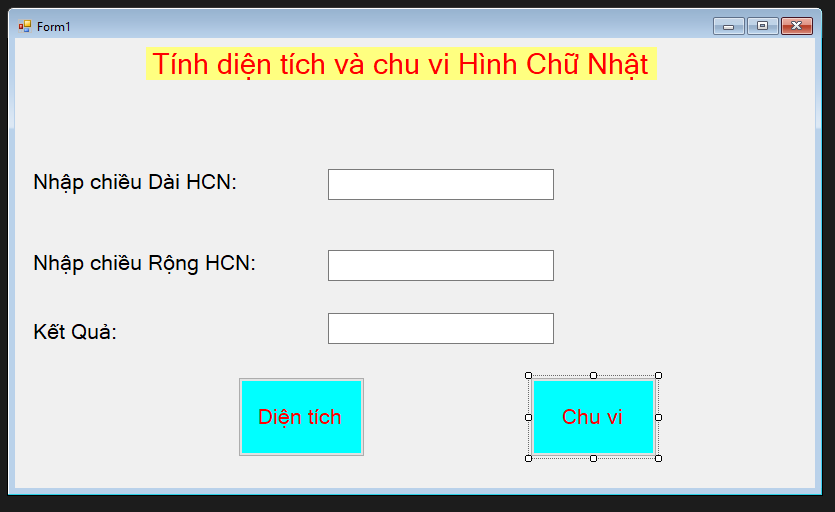 Form1
Tính diện tích và chu vi Hình Chữ Nhật
Nhập chiều Dài HCN:
Nhập chiều Rộng HCN:
Kết Quả:
Diện tích
Chu vi